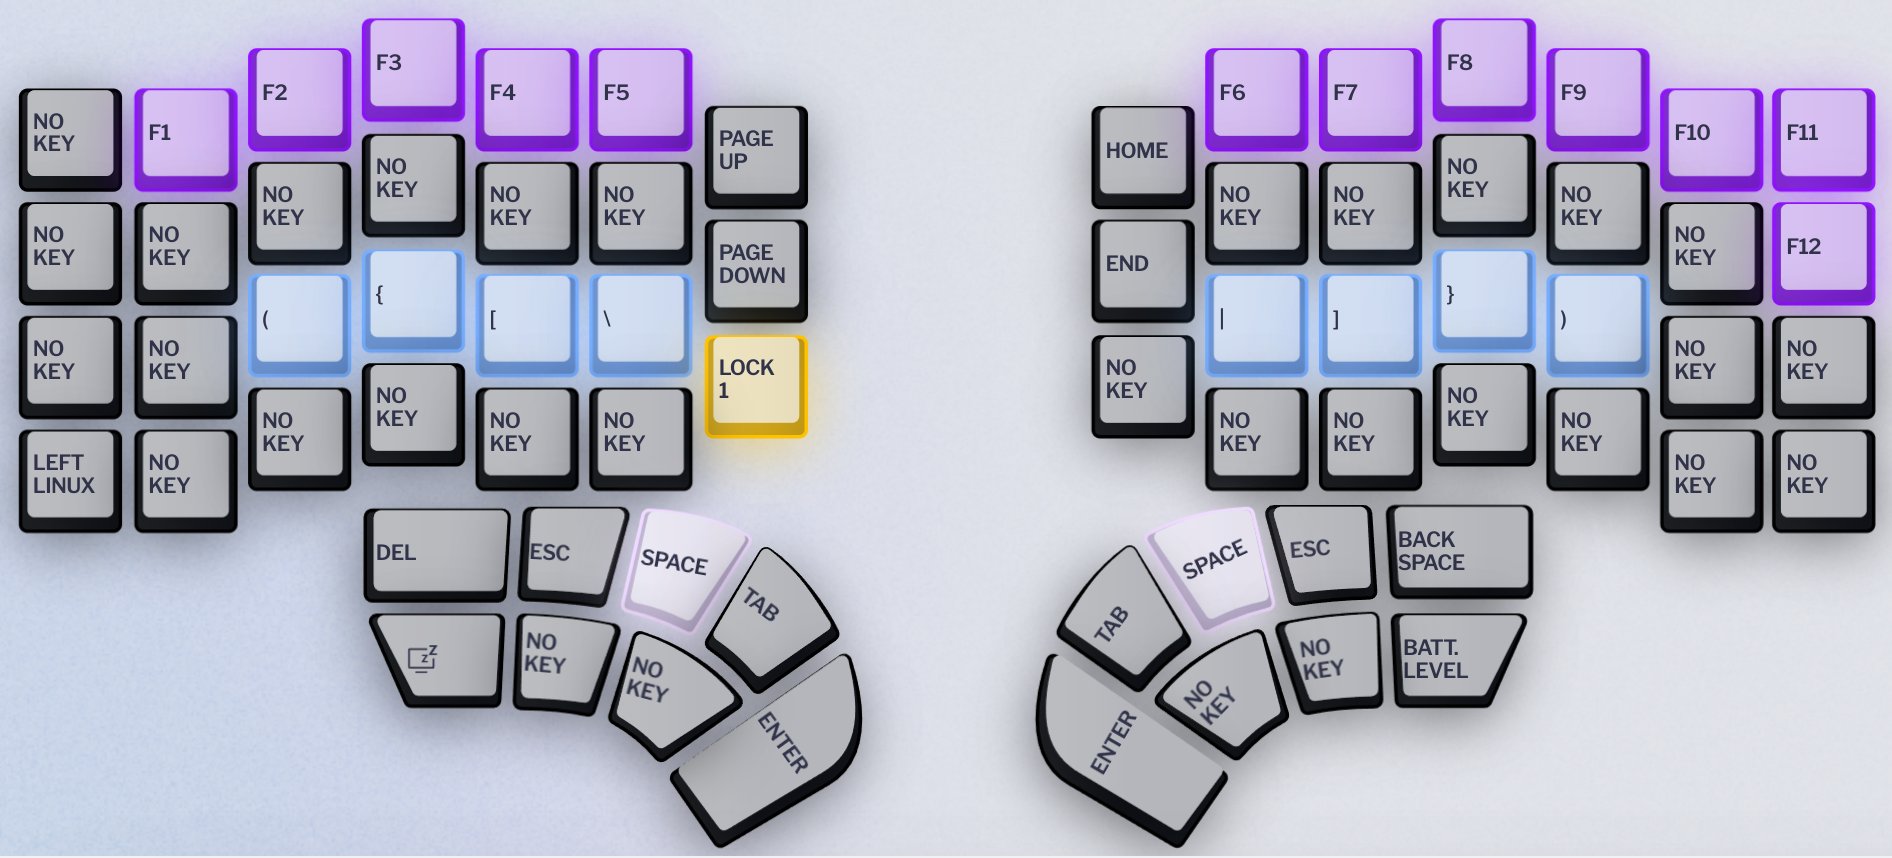 F3
F8
F2
F4
F5
F6
F7
F9
NO
KEY
F1
PAGE
UP
HOME
F10
F11
NO
KEY
NO
KEY
NO
KEY
NO
KEY
NO
KEY
NO
KEY
NO
KEY
NO
KEY
NO
KEY
NO
KEY
PAGE
DOWN
END
NO
KEY
F12
(
{
[
\
|
]
}
)
NO
KEY
NO
KEY
LOCK
1
NO
KEY
NO
KEY
NO
KEY
NO
KEY
NO
KEY
NO
KEY
NO
KEY
NO
KEY
NO
KEY
NO
KEY
NO
KEY
LEFT
LINUX
NO
KEY
NO
KEY
NO
KEY
DEL
ESC
SPACE
TAB
TAB
SPACE
ESC
BACK
SPACE
zZ
NO
KEY
NO
KEY
ENTER
ENTER
NO
KEY
NO
KEY
BATT.
LEVEL